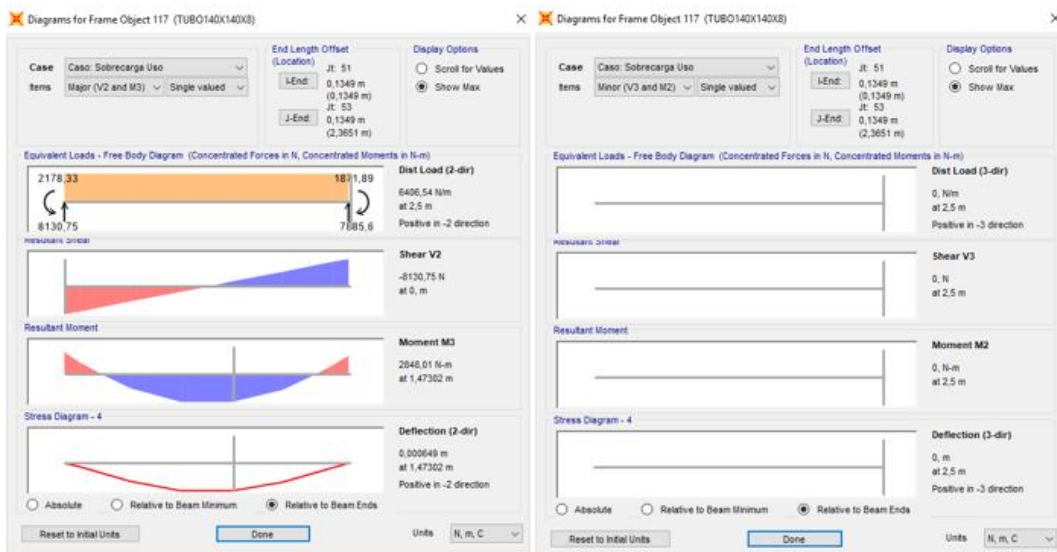 Diagrams for Frame Object 117 (TUBO140X140X8)
Case
Caso: Sobrecarga Uso
Items
Major (V2 and M3)
Single valued
End Length Offset
(Location)
I-End:
Jt: 51
0,1349 m
(0,1349 m)
J-End:
Jt: 53
0,1349 m
(2,3651 m)
Display Options
Scroll for Values
Show Max
Equivalent Loads - Free Body Diagram (Concentrated Forces in N, Concentrated Moments in N-m)
2178,33
1871,89
8130,75
7885,6
Dist Load (2-dir)
6406,54 N/m
at 2,5 m
Positive in -2 direction
Resultant Shear
Shear V2
-8130,75 N
at 0, m
Resultant Moment
Moment M3
2848,01 N-m
at 1,47302 m
Stress Diagram - 4
Deflection (2-dir)
0,000649 m
at 1,47302 m
Positive in -2 direction
Absolute
Relative to Beam Minimum
Relative to Beam Ends
Reset to Initial Units
Done
Units
N, m, C
Diagrams for Frame Object 117 (TUBO140X140X8)
Case
Caso: Sobrecarga Uso
Items
Minor (V3 and M2)
Single valued
End Length Offset
(Location)
I-End:
Jt: 51
0,1349 m
(0,1349 m)
J-End:
Jt: 53
0,1349 m
(2,3651 m)
Display Options
Scroll for Values
Show Max
Equivalent Loads - Free Body Diagram (Concentrated Forces in N, Concentrated Moments in N-m)
Dist Load (3-dir)
0, N/m
at 2,5 m
Positive in -3 direction
Resultant Shear
Shear V3
0, N
at 2,5 m
Resultant Moment
Moment M2
0, N-m
at 2,5 m
Stress Diagram - 4
Deflection (3-dir)
0, m
at 2,5 m
Positive in -3 direction
Absolute
Relative to Beam Minimum
Relative to Beam Ends
Reset to Initial Units
Done
Units
N, m, C